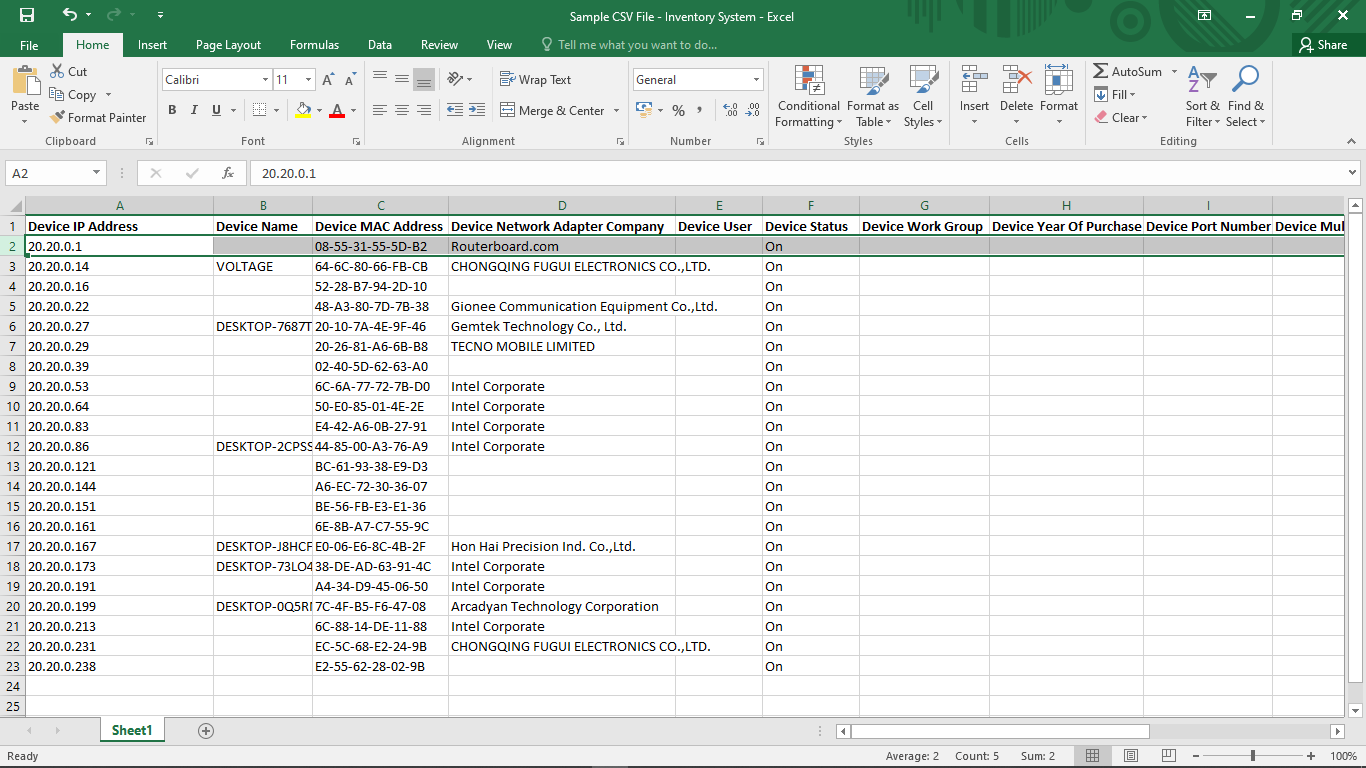 Sample CSV File - Inventory System - Excel
File Home Insert Page Layout Formulas Data Review View Tell me what you want to do... Share
Paste Cut Copy Format Painter Clipboard
Calibri 11 A A B I U A Font
Wrap Text Merge & Center Alignment
General % , .0 .00 .00 .0 Number
Conditional Formatting Format as Table Cell Styles Styles
Insert Delete Format Cells
AutoSum Fill Clear Sort & Filter Find & Select Editing
A2 fx 20.20.0.1
A B C D E F G H I
1 Device IP Address Device Name Device MAC Address Device Network Adapter Company Device User Device Status Device Work Group Device Year Of Purchase Device Port Number Device Mul
2 20.20.0.1 08-55-31-55-5D-B2 Routerboard.com On
3 20.20.0.14 VOLTAGE 64-6C-80-66-FB-CB CHONGQING FUGUI ELECTRONICS CO.,LTD. On
4 20.20.0.16 52-28-B7-94-2D-10 On
5 20.20.0.22 48-A3-80-7D-7B-38 Gionee Communication Equipment Co.,Ltd. On
6 20.20.0.27 DESKTOP-7687T 20-10-7A-4E-9F-46 Gemtek Technology Co., Ltd. On
7 20.20.0.29 20-26-81-A6-6B-B8 TECNO MOBILE LIMITED On
8 20.20.0.39 02-40-5D-62-63-A0 On
9 20.20.0.53 6C-6A-77-72-7B-D0 Intel Corporate On
10 20.20.0.64 50-E0-85-01-4E-2E Intel Corporate On
11 20.20.0.83 E4-42-A6-0B-27-91 Intel Corporate On
12 20.20.0.86 DESKTOP-2CPSS 44-85-00-A3-76-A9 Intel Corporate On
13 20.20.0.121 BC-61-93-38-E9-D3 On
14 20.20.0.144 A6-EC-72-30-36-07 On
15 20.20.0.151 BE-56-FB-E3-E1-36 On
16 20.20.0.161 6E-8B-A7-C7-55-9C On
17 20.20.0.167 DESKTOP-J8HCF E0-06-E6-8C-4B-2F Hon Hai Precision Ind. Co.,Ltd. On
18 20.20.0.173 DESKTOP-73LO4 38-DE-AD-63-91-4C Intel Corporate On
19 20.20.0.191 A4-34-D9-45-06-50 Intel Corporate On
20 20.20.0.199 DESKTOP-0Q5R 7C-4F-B5-F6-47-08 Arcadyan Technology Corporation On
21 20.20.0.213 6C-88-14-DE-11-88 Intel Corporate On
22 20.20.0.231 EC-5C-68-E2-24-9B CHONGQING FUGUI ELECTRONICS CO.,LTD. On
23 20.20.0.238 E2-55-62-28-02-9B On
24
25
Sheet1
Ready Average: 2 Count: 5 Sum: 2 100%